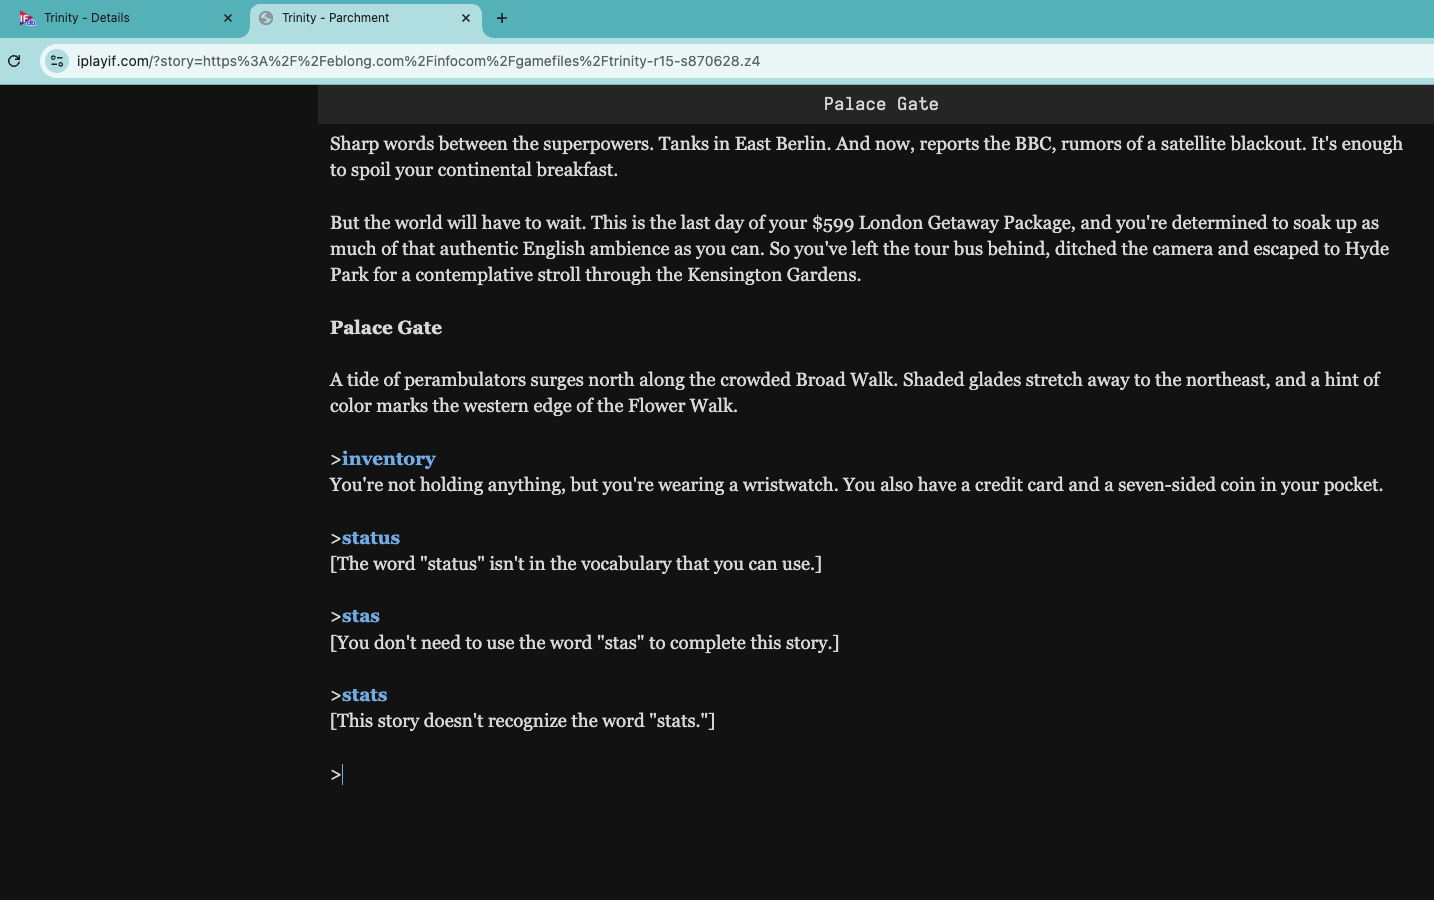 Trinity - Details
Trinity - Parchment
iplayif.com/?story=https%3A%2F%2Feblong.com%2Finfocom%2Fgamefiles%2Ftrinity-r15-s870628.z4
Palace Gate
Sharp words between the superpowers. Tanks in East Berlin. And now, reports the BBC, rumors of a satellite blackout. It's enough
to spoil your continental breakfast.
But the world will have to wait. This is the last day of your $599 London Getaway Package, and you're determined to soak up as
much of that authentic English ambience as you can. So you've left the tour bus behind, ditched the camera and escaped to Hyde
Park for a contemplative stroll through the Kensington Gardens.
Palace Gate
A tide of perambulators surges north along the crowded Broad Walk. Shaded glades stretch away to the northeast, and a hint of
color marks the western edge of the Flower Walk.
>inventory
You're not holding anything, but you're wearing a wristwatch. You also have a credit card and a seven-sided coin in your pocket.
>status
[The word "status" isn't in the vocabulary that you can use.]
>stas
[You don't need to use the word "stas" to complete this story.]
>stats
[This story doesn't recognize the word "stats."]
>